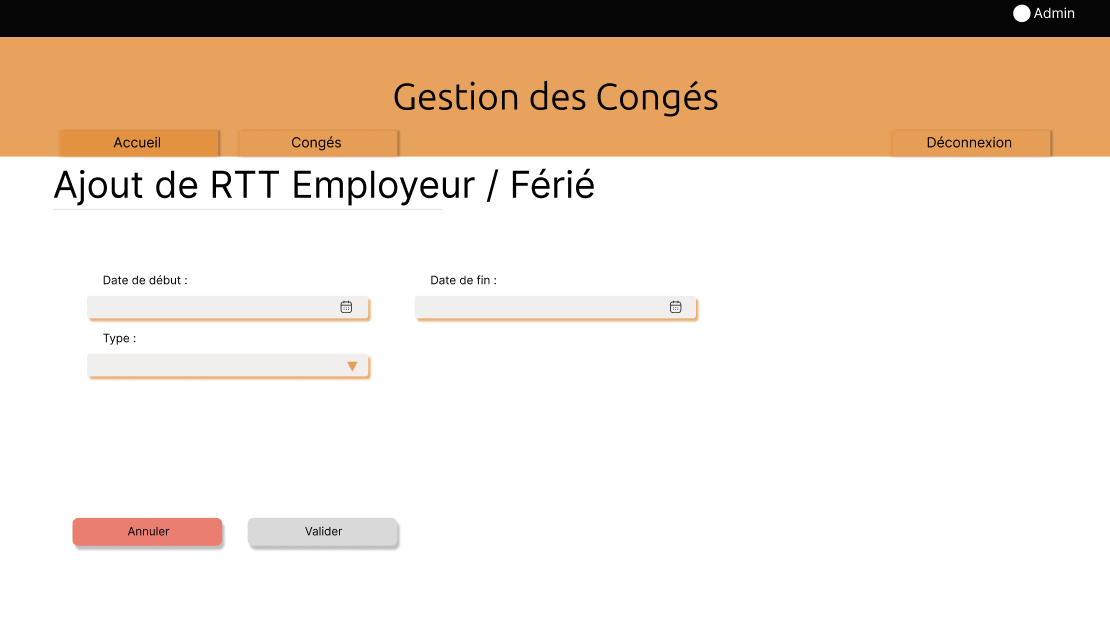 Admin
Gestion des Congés
Accueil
Congés
Déconnexion
Ajout de RTT Employeur / Férié
Date de début :
Date de fin :
Type :
Annuler
Valider